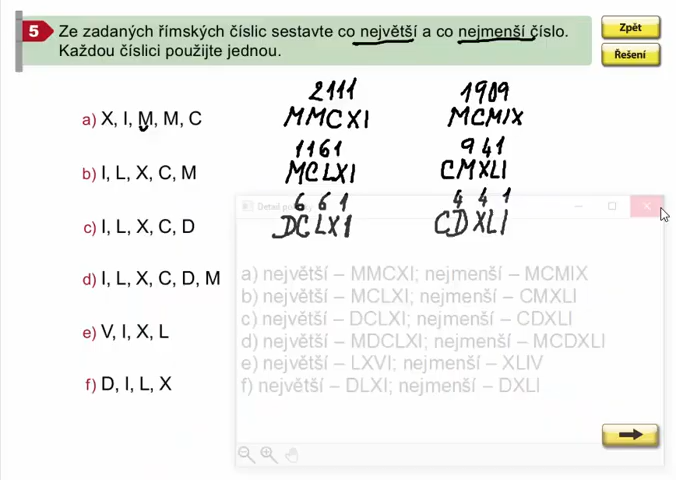 5 Ze zadaných římských číslic sestavte co největší a co nejmenší číslo.
Každou číslici použijte jednou.
Zpět
Řešení
2111 1909
a) X, I, M, M, C MMCXI MCMIX
1161 941
b) I, L, X, C, M MCLXI CMXLI
661 441
c) I, L, X, C, D DCLXI CDXLI
d) I, L, X, C, D, M
e) V, I, X, L
f) D, I, L, X
a) největší – MMCXI; nejmenší – MCMIX
b) největší – MCLXI; nejmenší – CMXLI
c) největší – DCLXI; nejmenší – CDXLI
d) největší – MDCLXI; nejmenší – MCDXLI
e) největší – LXVI; nejmenší – XLIV
f) největší – DLXI; nejmenší – DXLI